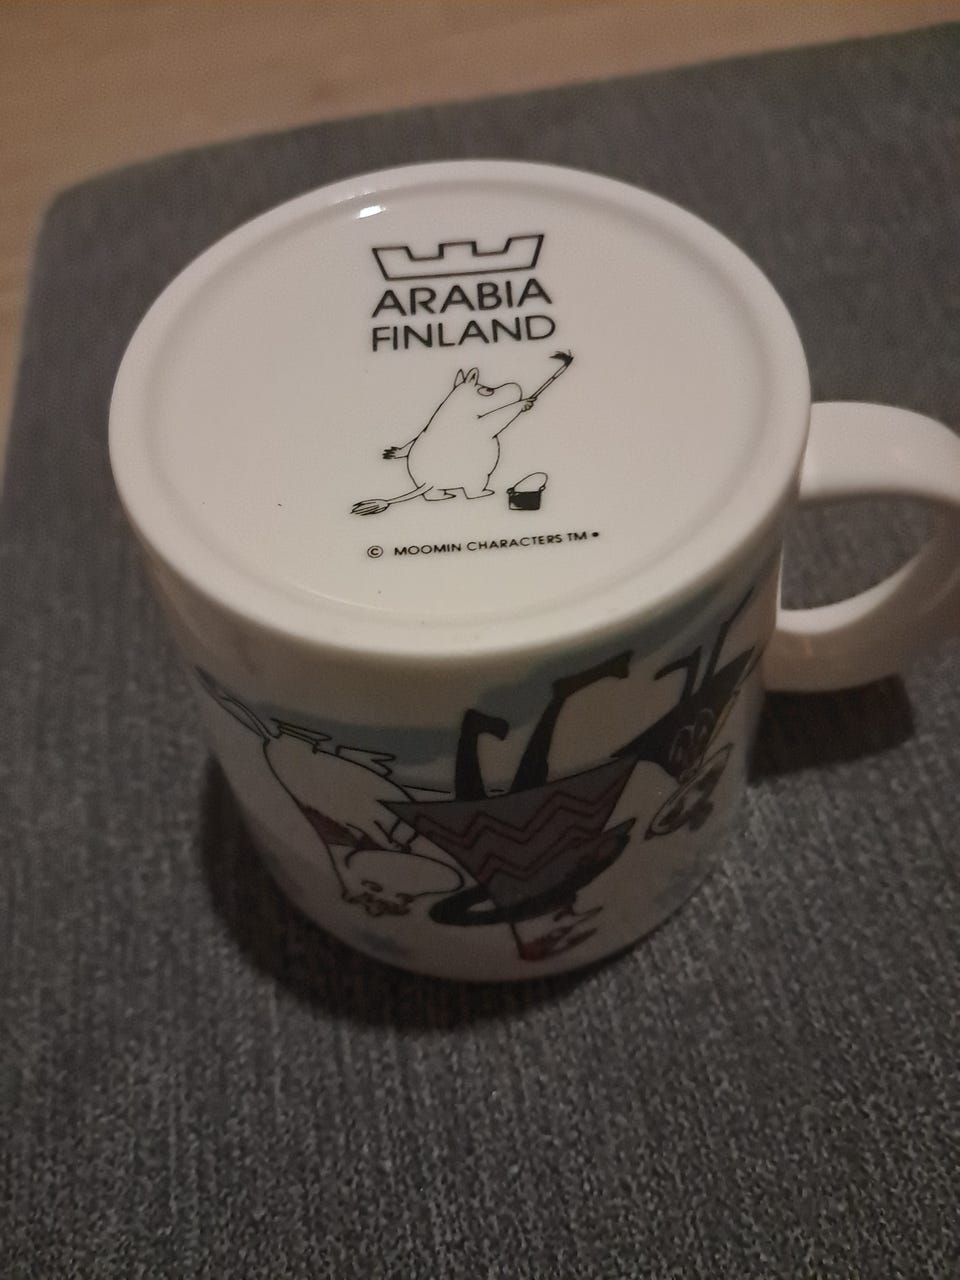 ARABIA
FINLAND
© MOOMIN CHARACTERS TM •